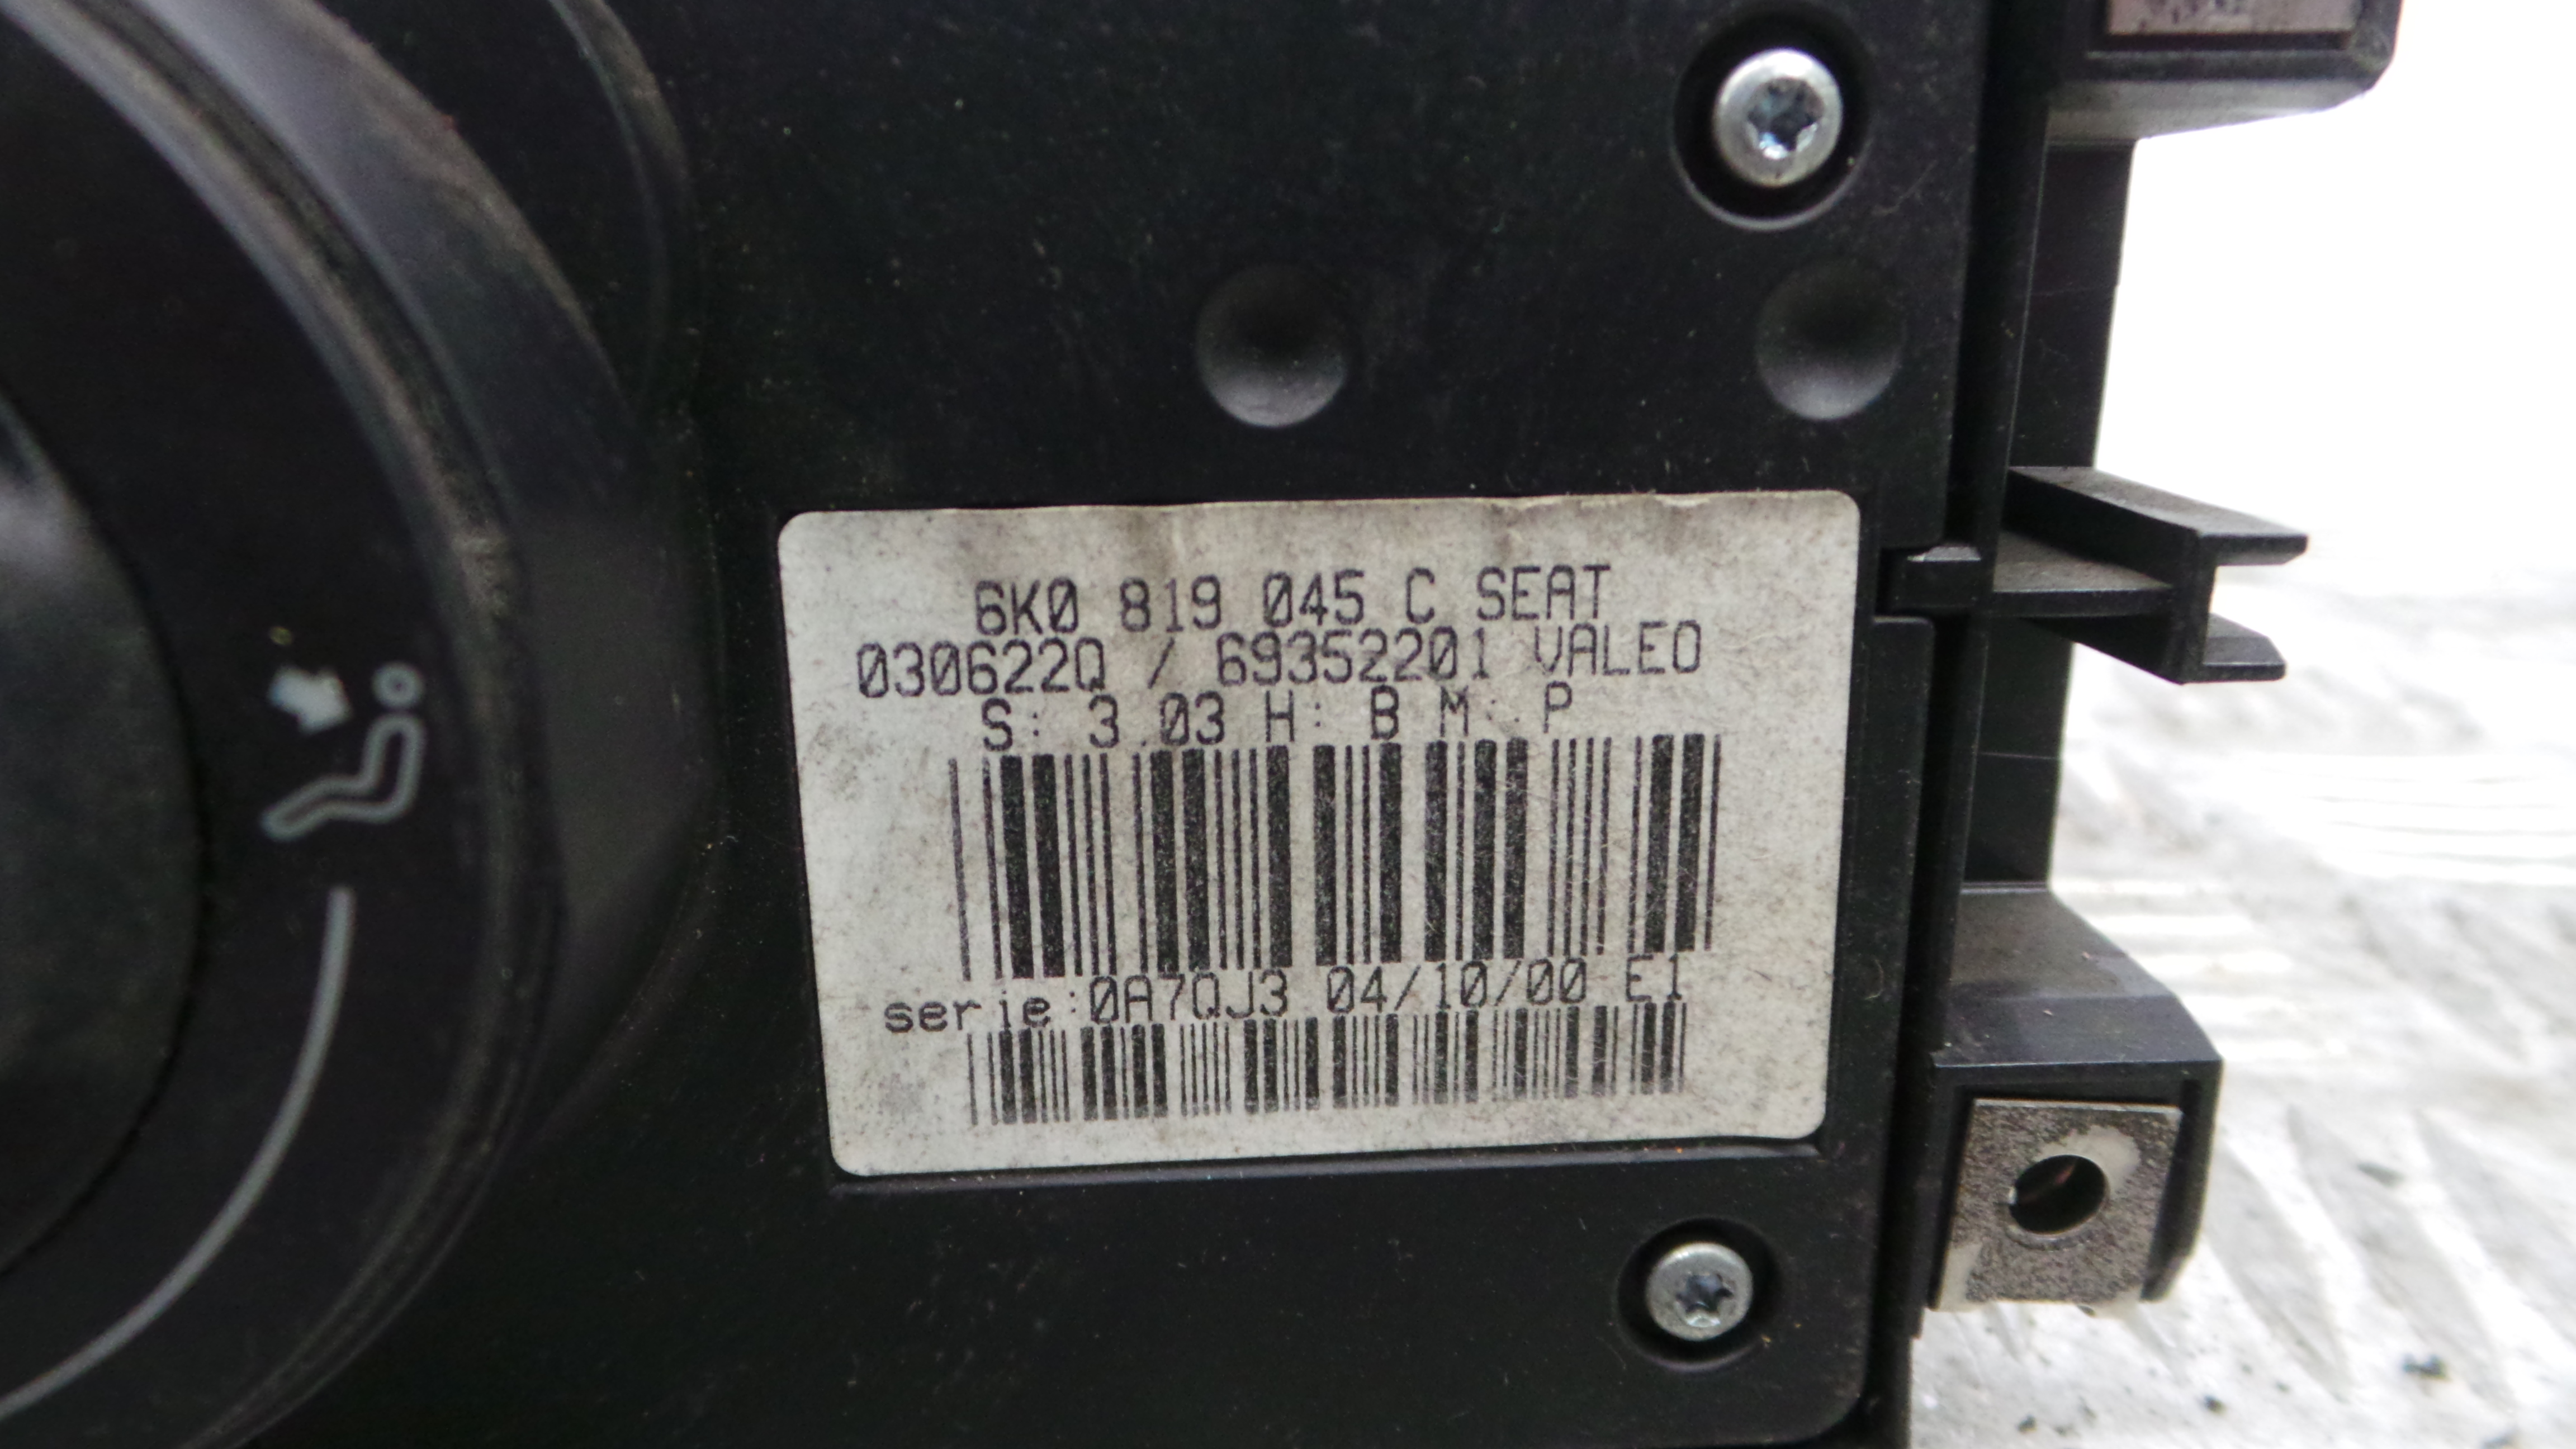 6K0 819 045 C SEAT
030622Q / 69352201 VALEO
S: 3.03 H: B M: P
serie:0A7QJ3 04/10/00 E1